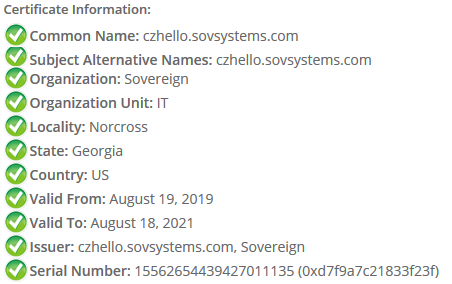 Certificate Information:
Common Name: czhello.sovsystems.com
Subject Alternative Names: czhello.sovsystems.com
Organization: Sovereign
Organization Unit: IT
Locality: Norcross
State: Georgia
Country: US
Valid From: August 19, 2019
Valid To: August 18, 2021
Issuer: czhello.sovsystems.com, Sovereign
Serial Number: 15562654439427011135 (0xd7f9a7c21833f23f)